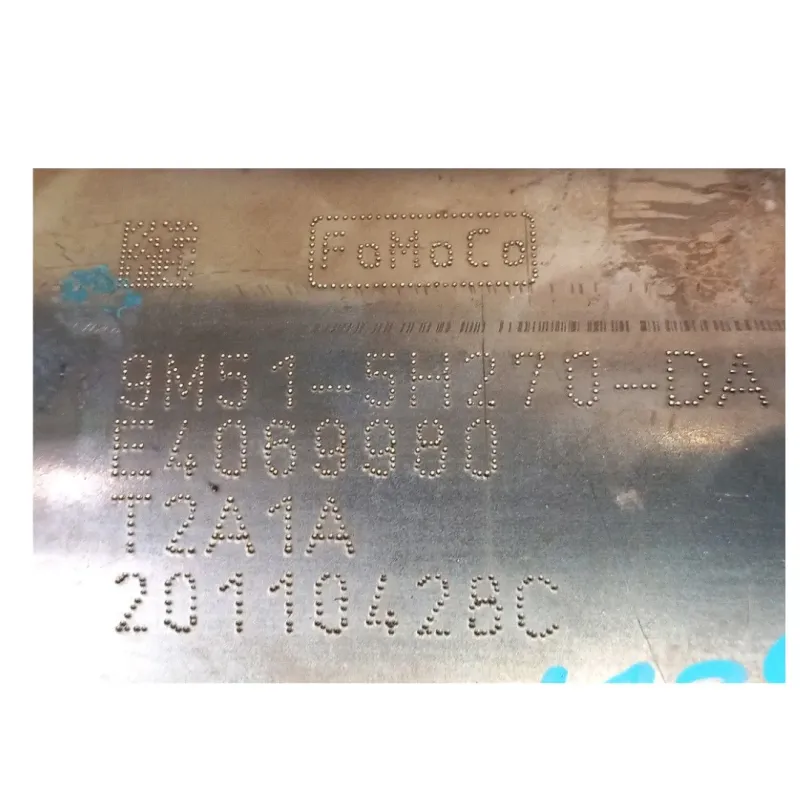 FoMoCo
9M51-5H270-DA
E4069980
T2A1A
20110428C